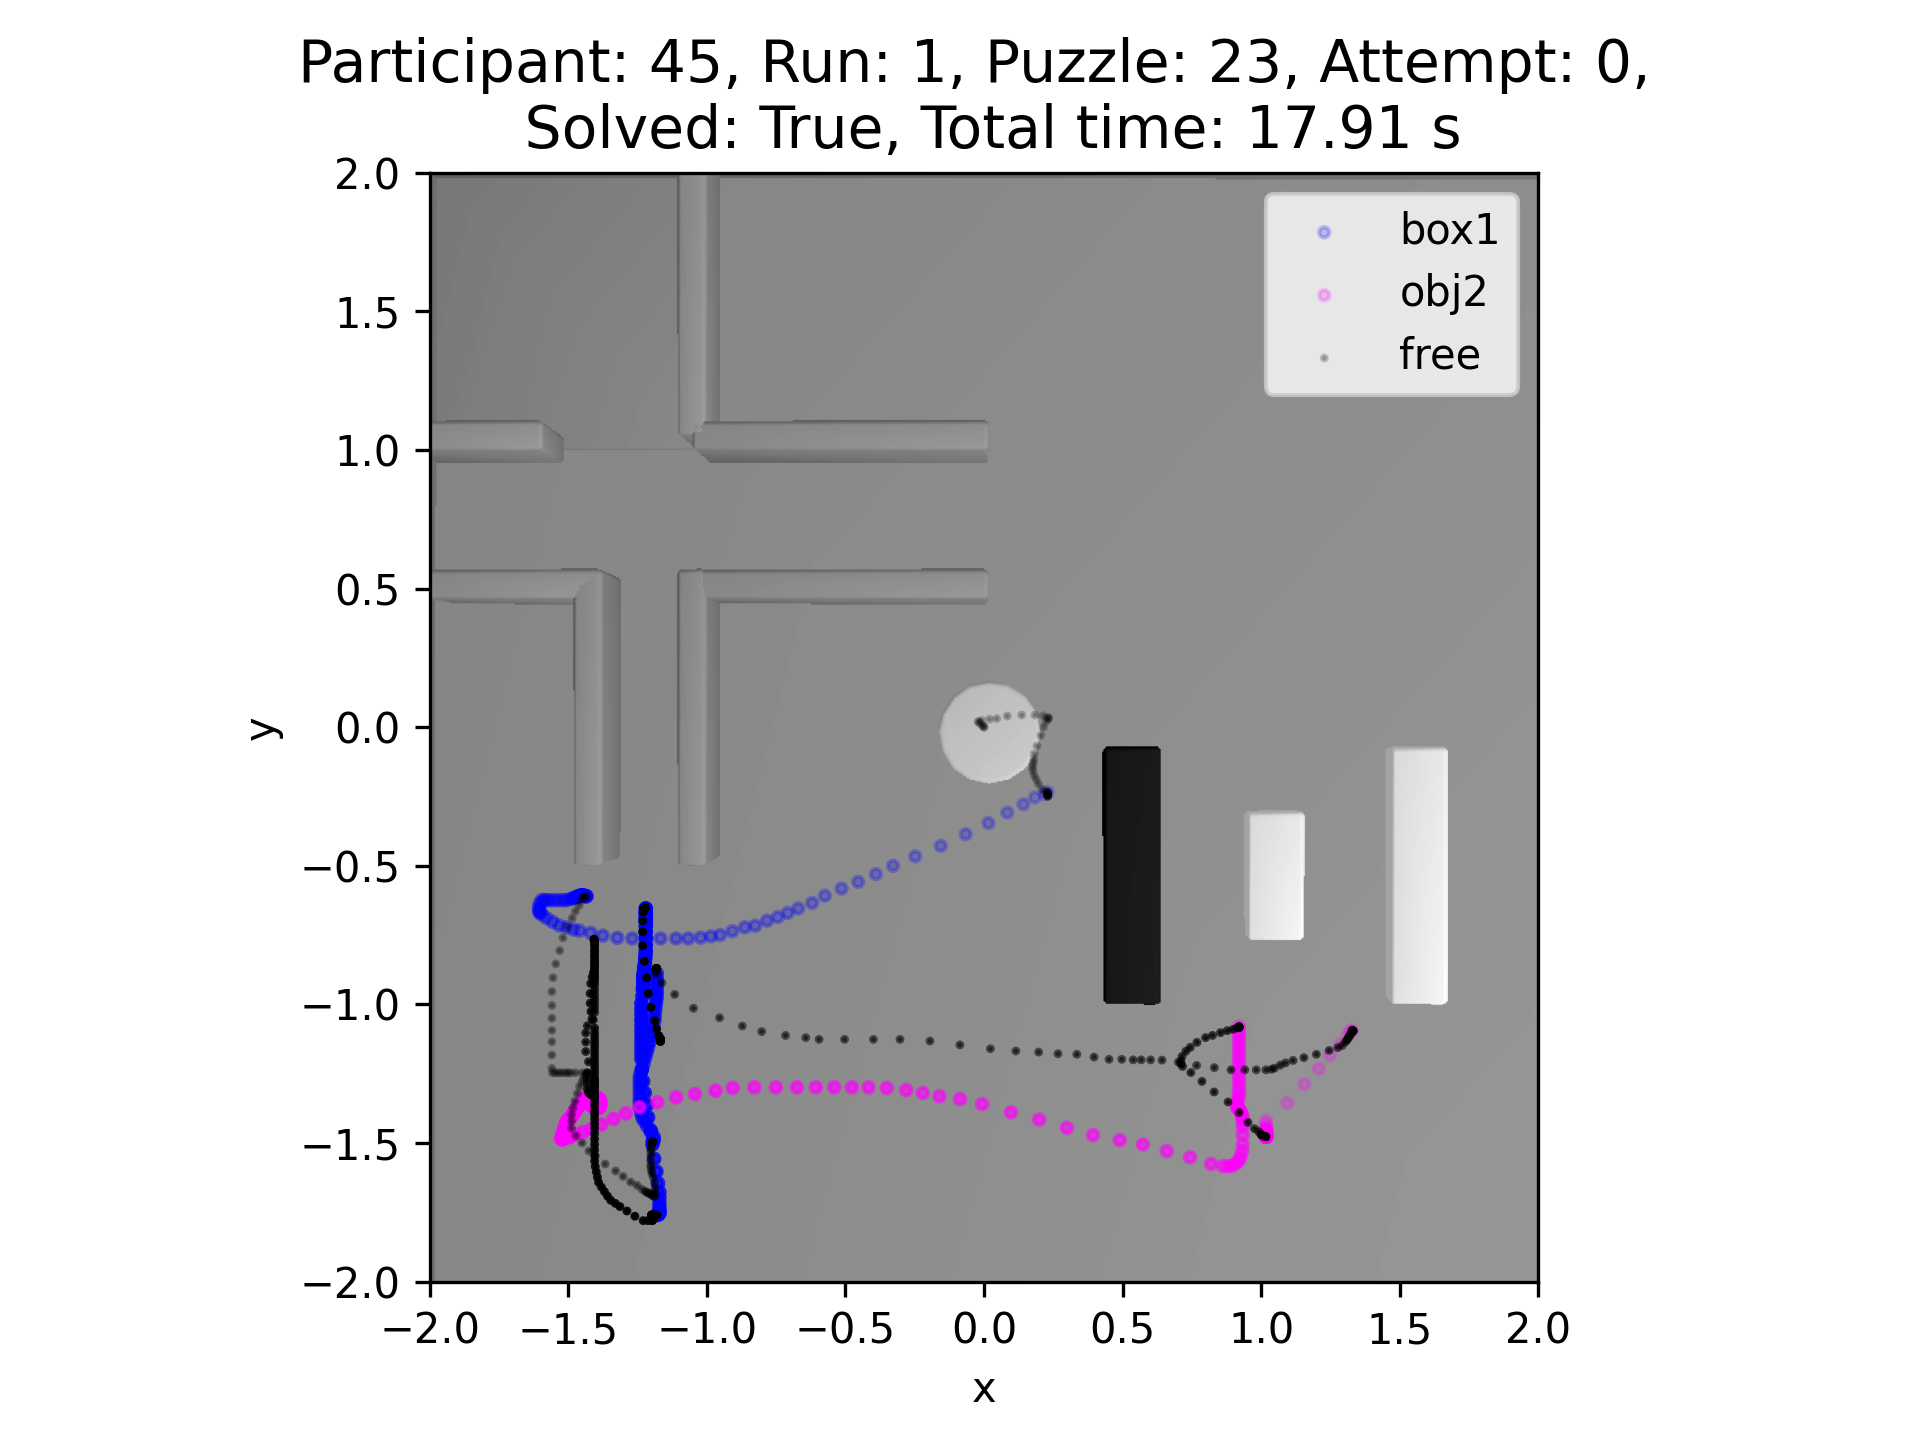 Participant: 45, Run: 1, Puzzle: 23, Attempt: 0,
Solved: True, Total time: 17.91 s
box1
obj2
free
2.0
1.5
1.0
0.5
0.0
−0.5
−1.0
−1.5
−2.0
y
−2.0 −1.5 −1.0 −0.5 0.0 0.5 1.0 1.5 2.0
x